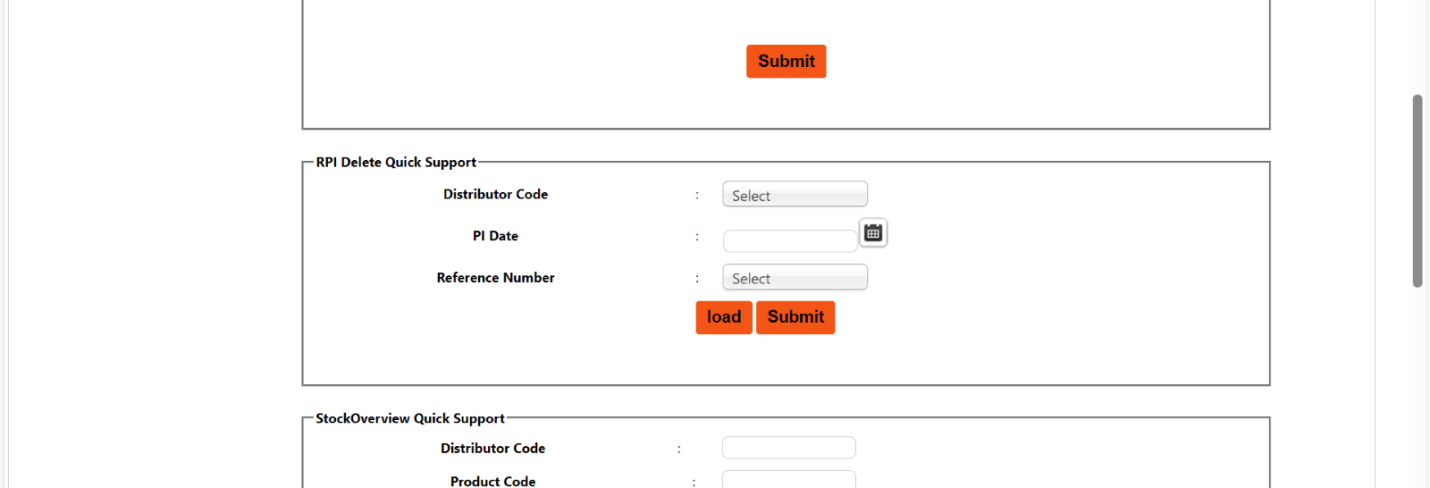 Submit
RPI Delete Quick Support
Distributor Code : Select
PI Date :
Reference Number : Select
load Submit
StockOverview Quick Support
Distributor Code :
Product Code :